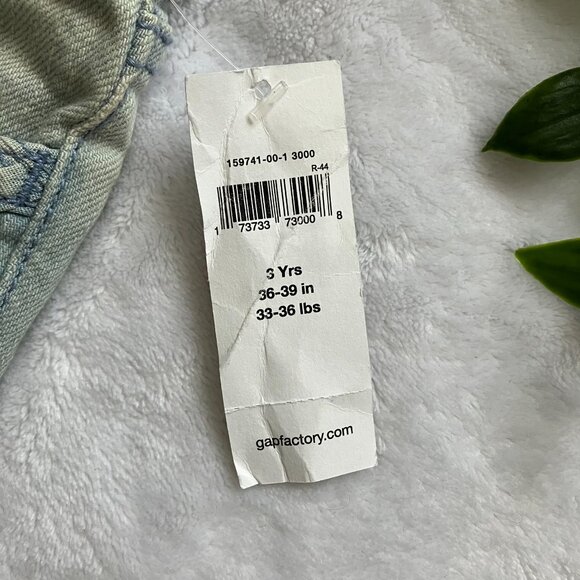 159741-00-1 3000
R-44
1 73733 73000 8
3 Yrs
36-39 in
33-36 lbs
gapfactory.com